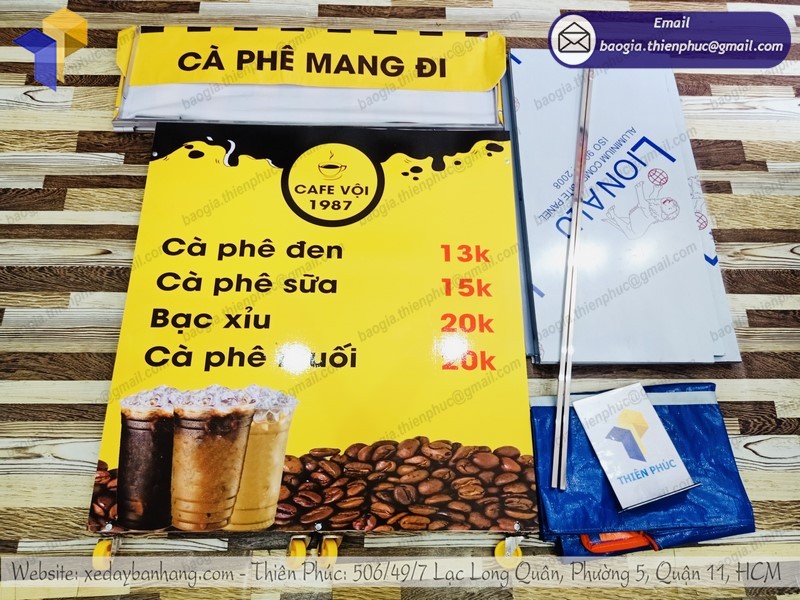 Email
baogia.thienphuc@gmail.com
CÀ PHÊ MANG ĐI
CAFE VỘI
1987
Cà phê đen 13k
Cà phê sữa 15k
Bạc xỉu 20k
Cà phê muối 20k
LIONALU
ALUMINUM COMPOSITE PANEL
THIÊN PHÚC
Website: xedaybanhang.com - Thiên Phúc: 506/49/7 Lạc Long Quân, Phường 5, Quận 11, HCM